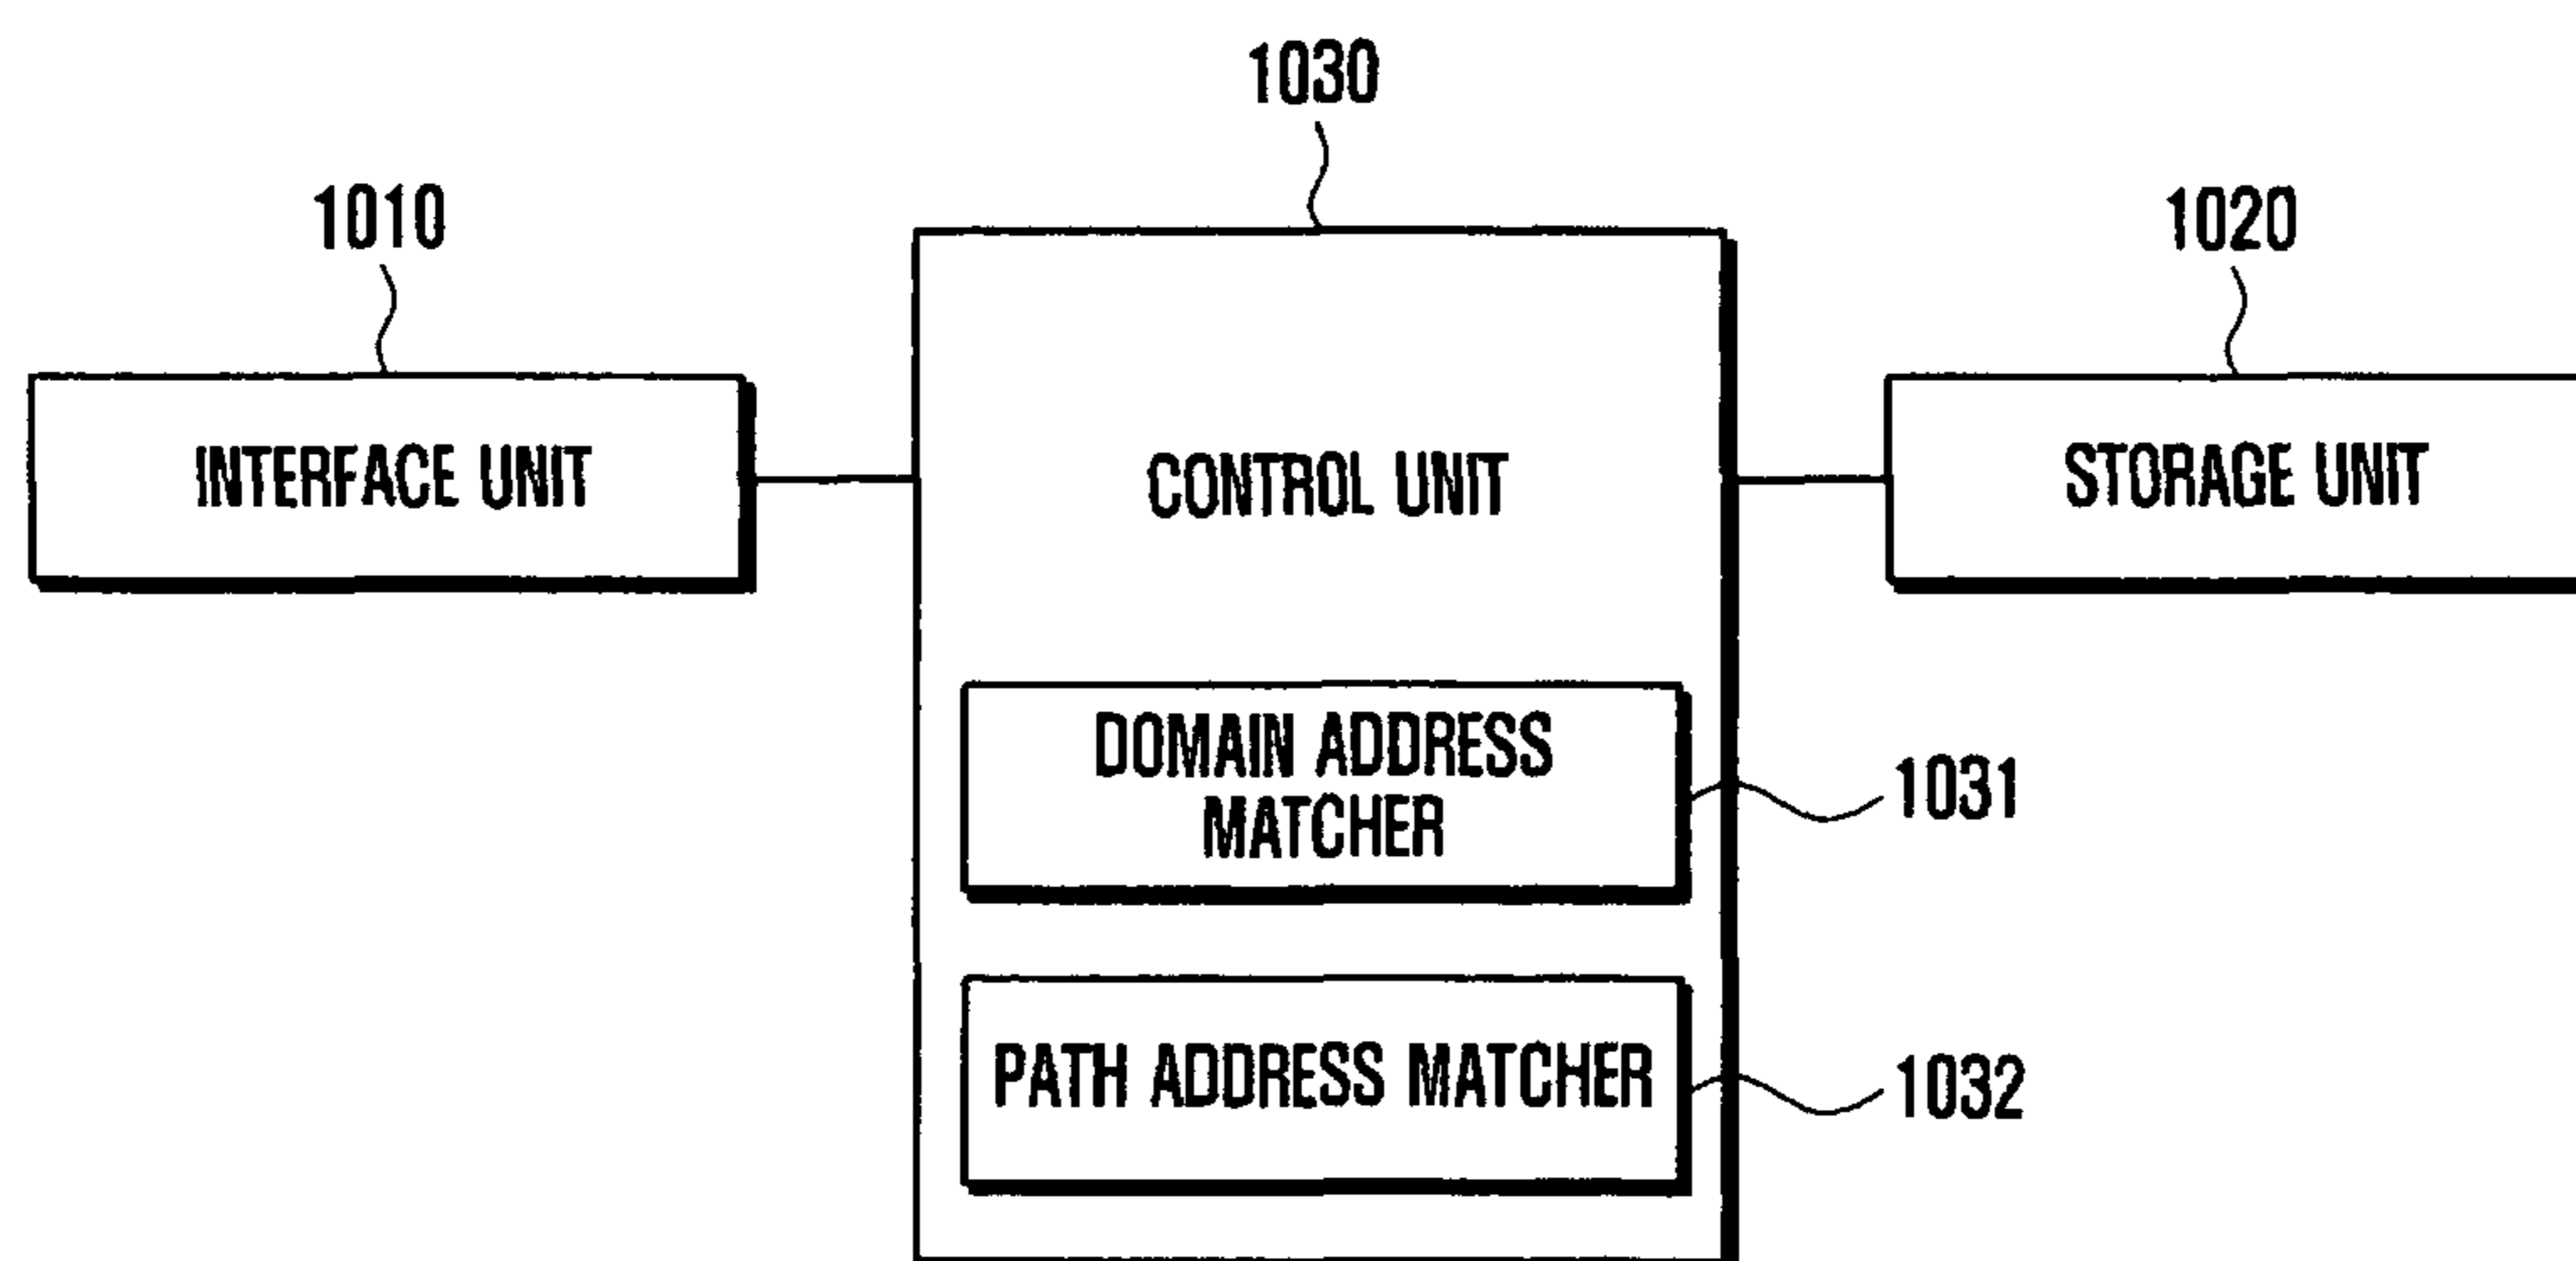 1030
1010
1020
INTERFACE UNIT
CONTROL UNIT
STORAGE UNIT
DOMAIN ADDRESS
MATCHER
1031
PATH ADDRESS MATCHER
1032